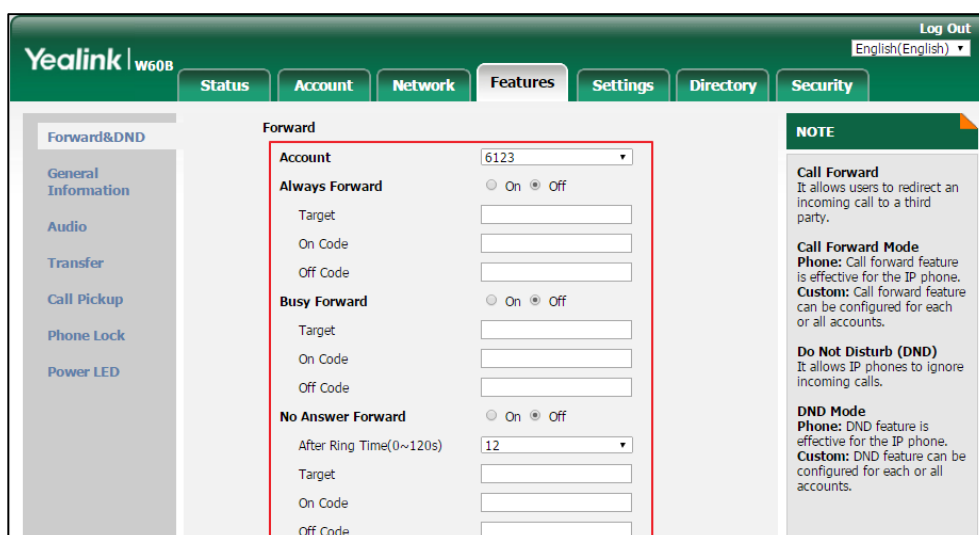 Log Out
Yealink | W60B
English(English)
Status Account Network Features Settings Directory Security
Forward&DND
General
Information
Audio
Transfer
Call Pickup
Phone Lock
Power LED
Forward
Account 6123
Always Forward On Off
Target
On Code
Off Code
Busy Forward On Off
Target
On Code
Off Code
No Answer Forward On Off
After Ring Time(0~120s) 12
Target
On Code
Off Code
NOTE
Call Forward
It allows users to redirect an
incoming call to a third
party.
Call Forward Mode
Phone: Call forward feature
is effective for the IP phone.
Custom: Call forward feature
can be configured for each
or all accounts.
Do Not Disturb (DND)
It allows IP phones to ignore
incoming calls.
DND Mode
Phone: DND feature is
effective for the IP phone.
Custom: DND feature can be
configured for each or all
accounts.